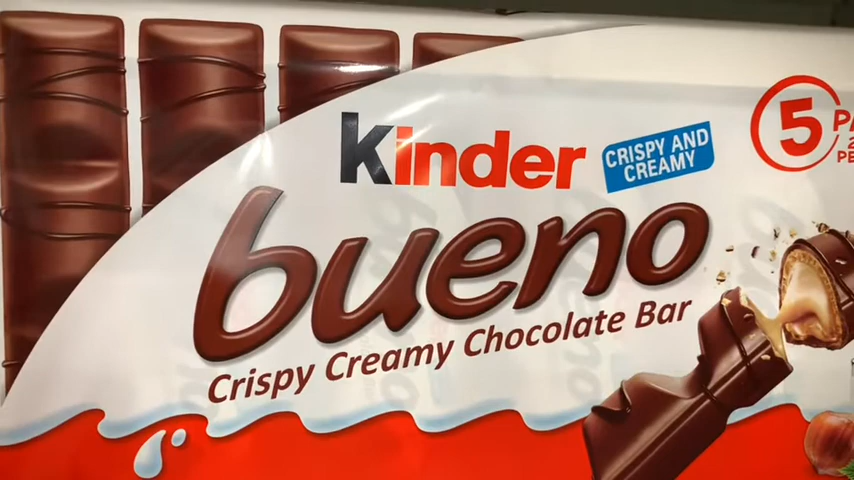 Kinder
CRISPY AND
CREAMY
bueno
Crispy Creamy Chocolate Bar
5